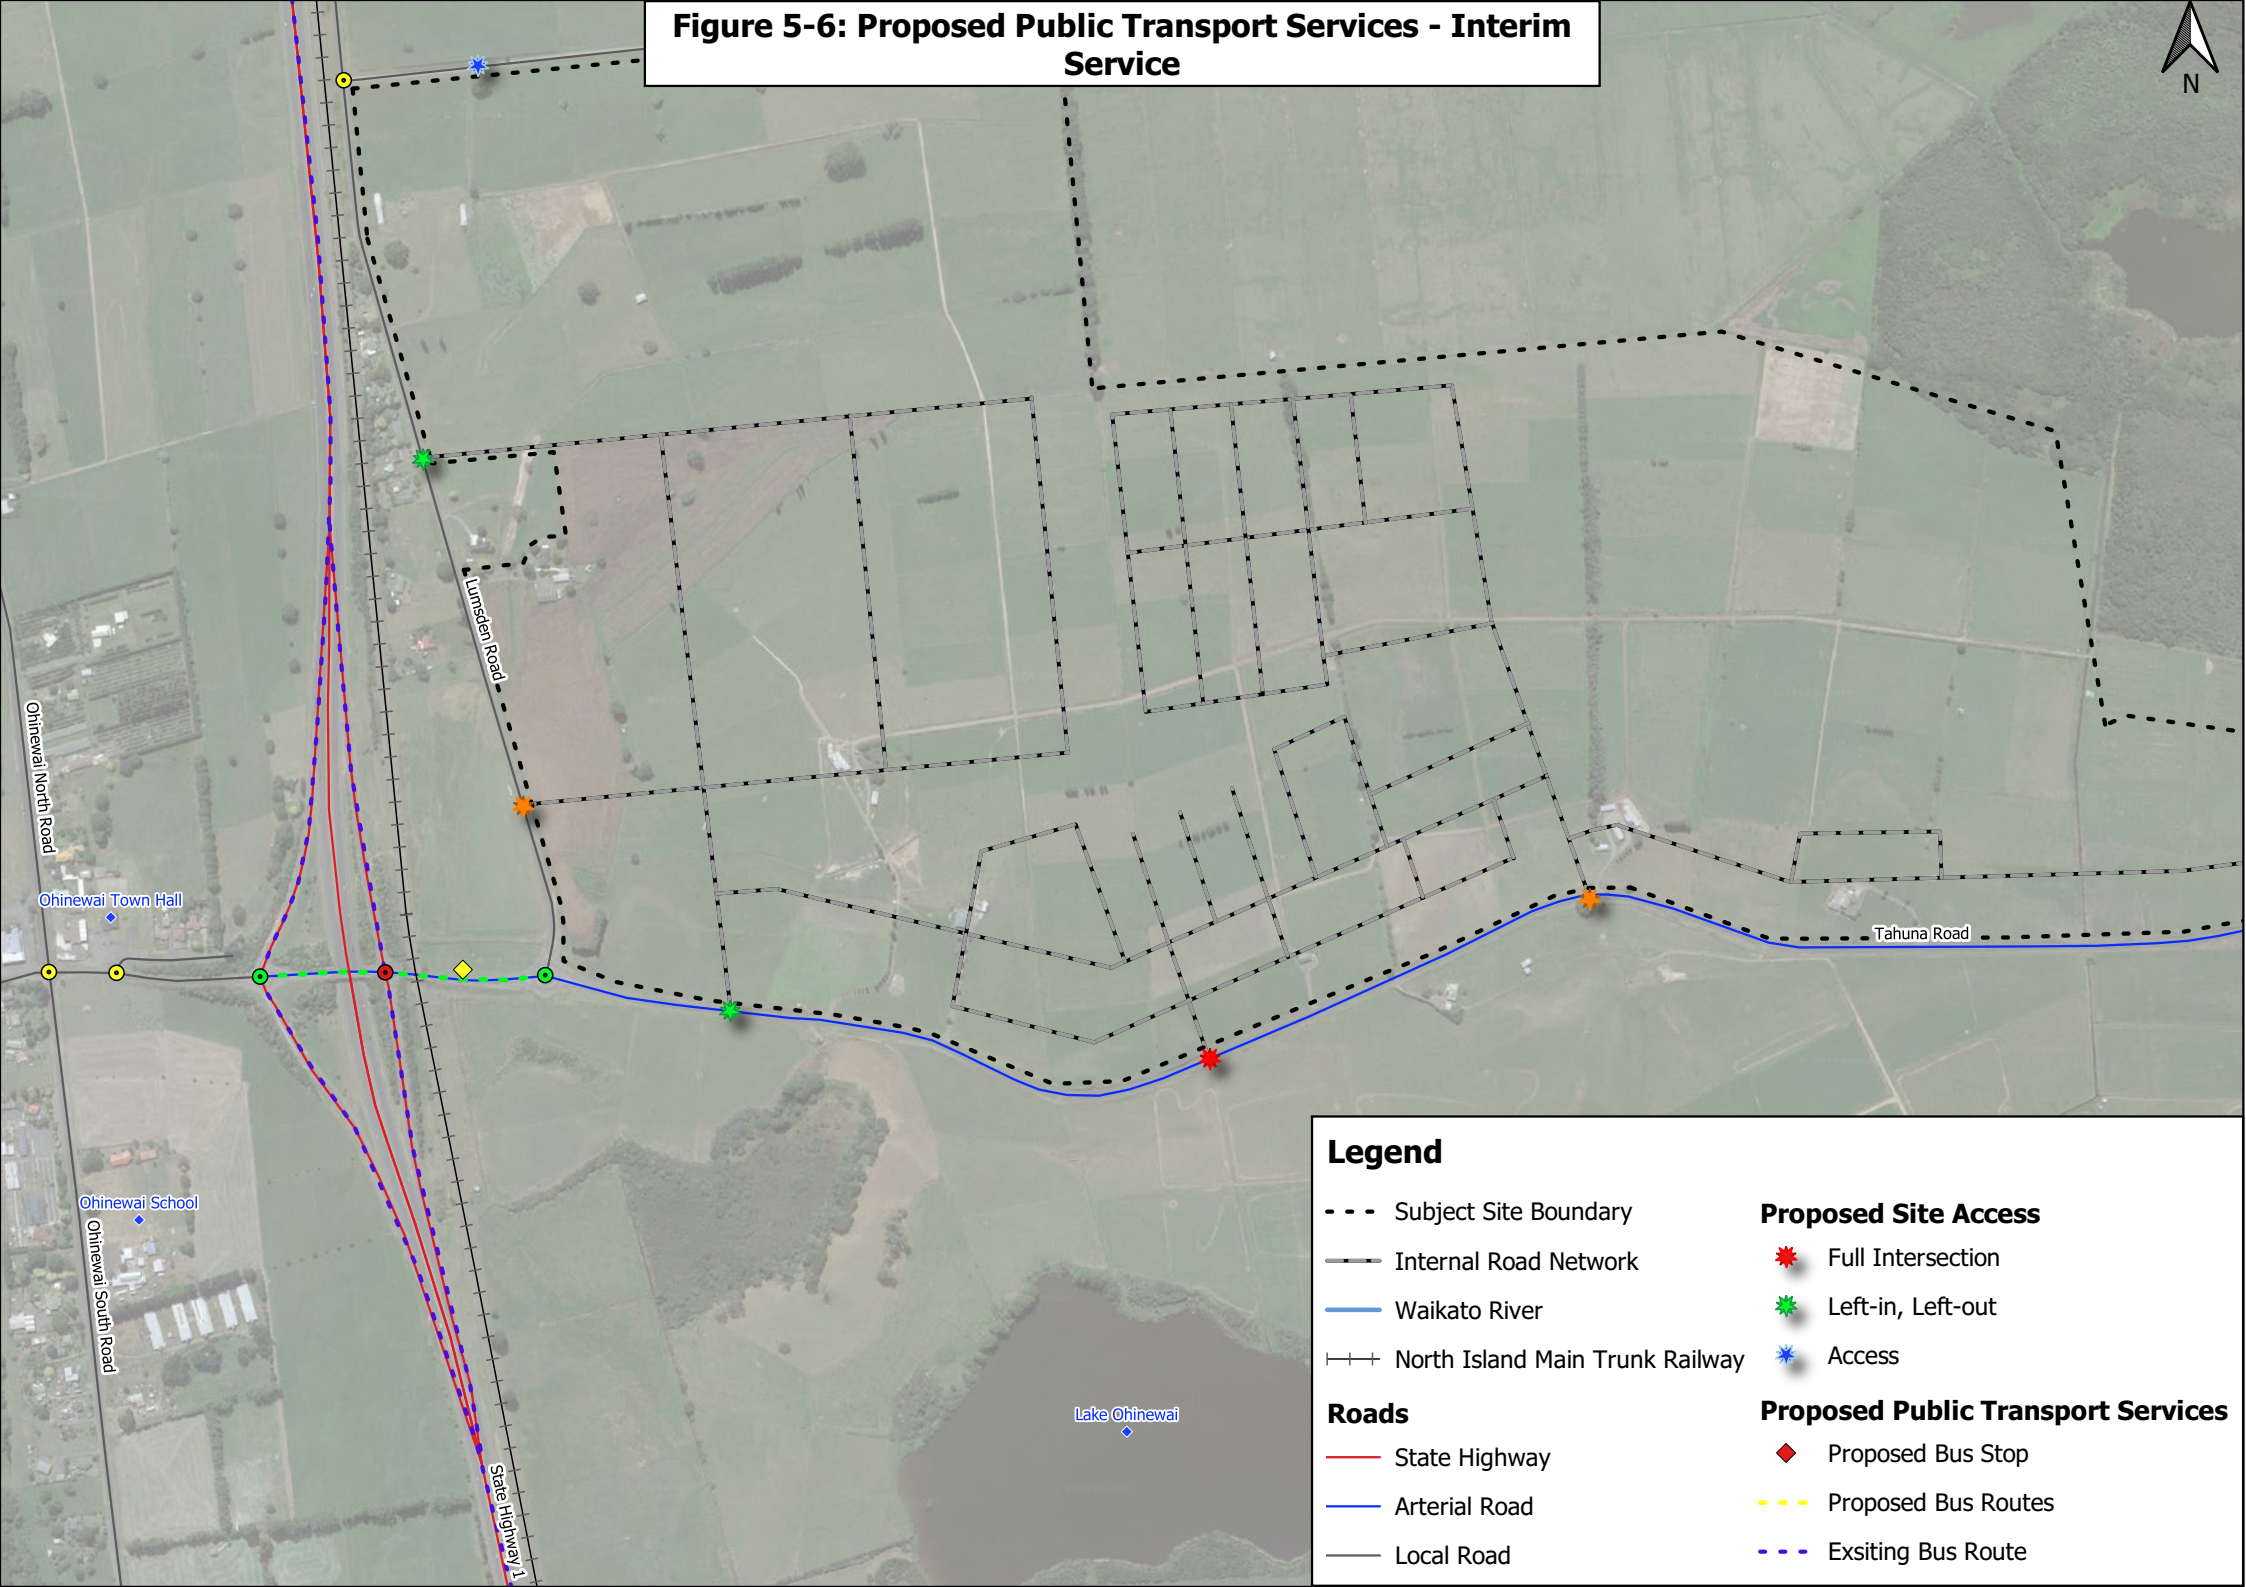 Figure 5-6: Proposed Public Transport Services - Interim
Service
N
Lumsden Road
Ohinewai North Road
Ohinewai Town Hall
Tahuna Road
Ohinewai School
Ohinewai South Road
Lake Ohinewai
State Highway 1
Legend
Subject Site Boundary
Internal Road Network
Waikato River
North Island Main Trunk Railway
Roads
State Highway
Arterial Road
Local Road
Proposed Site Access
Full Intersection
Left-in, Left-out
Access
Proposed Public Transport Services
Proposed Bus Stop
Proposed Bus Routes
Exsiting Bus Route